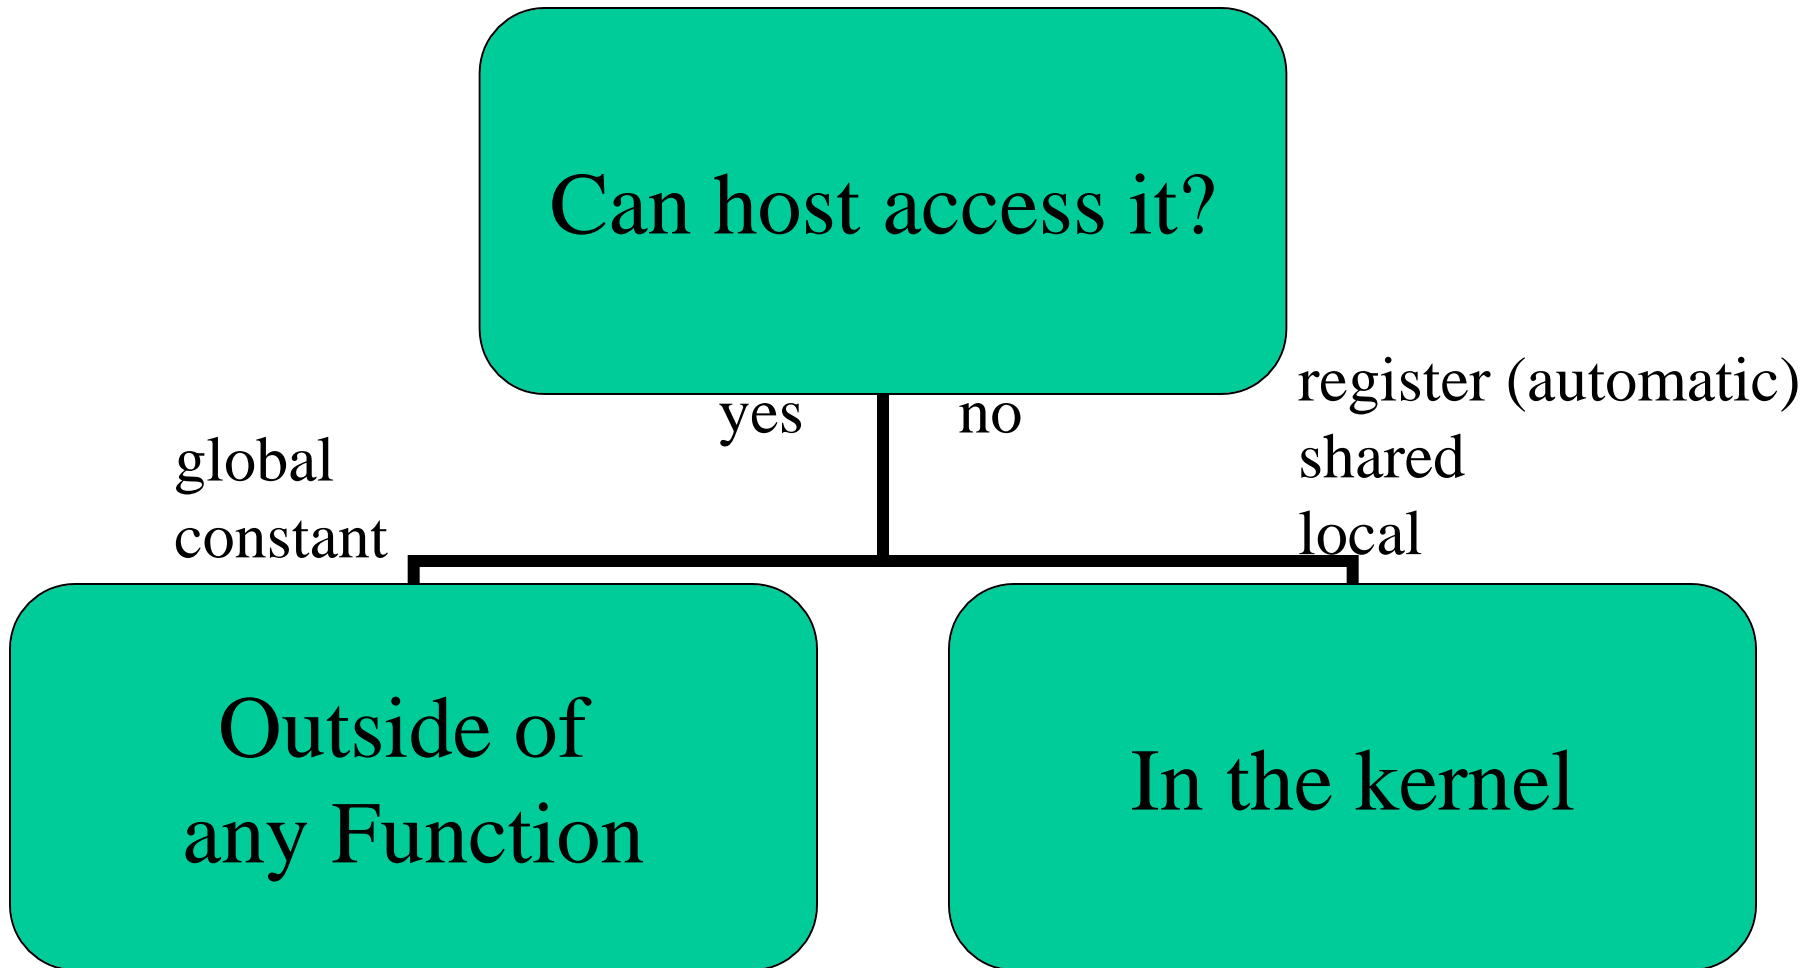 Can host access it?
yes
no
global
constant
register (automatic)
shared
local
Outside of
any Function
In the kernel